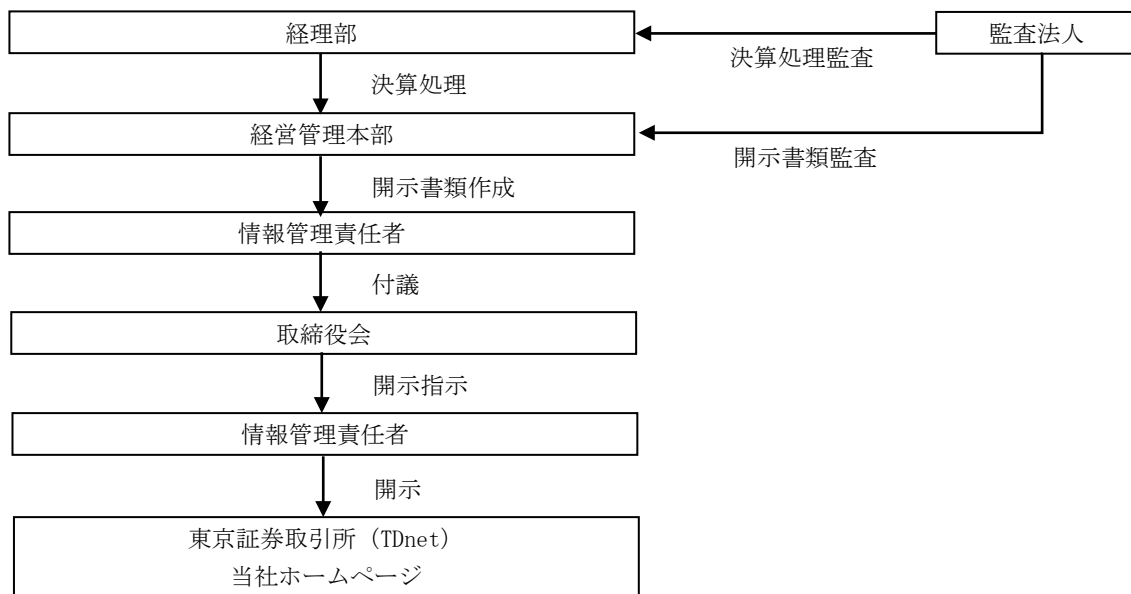 経理部
監査法人
決算処理監査
決算処理
経営管理本部
開示書類監査
開示書類作成
情報管理責任者
付議
取締役会
開示指示
情報管理責任者
開示
東京証券取引所（TDnet）
当社ホームページ